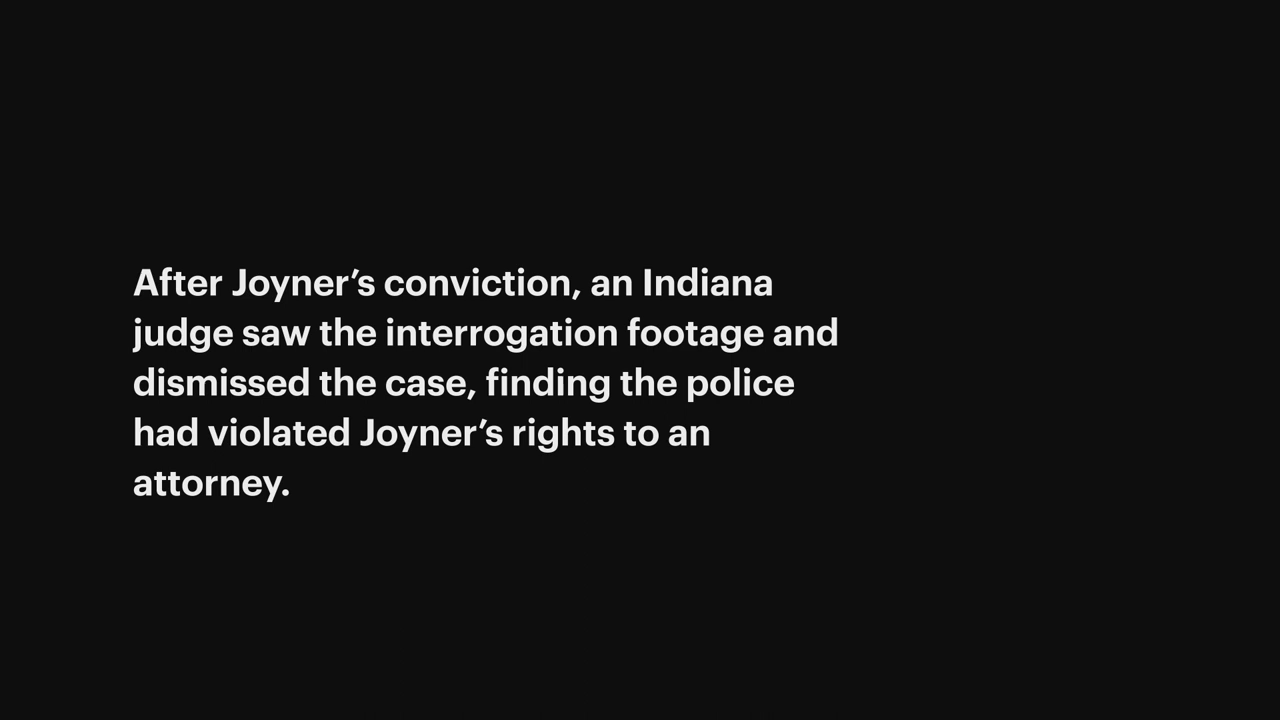 After Joyner’s conviction, an Indiana
judge saw the interrogation footage and
dismissed the case, finding the police
had violated Joyner’s rights to an
attorney.